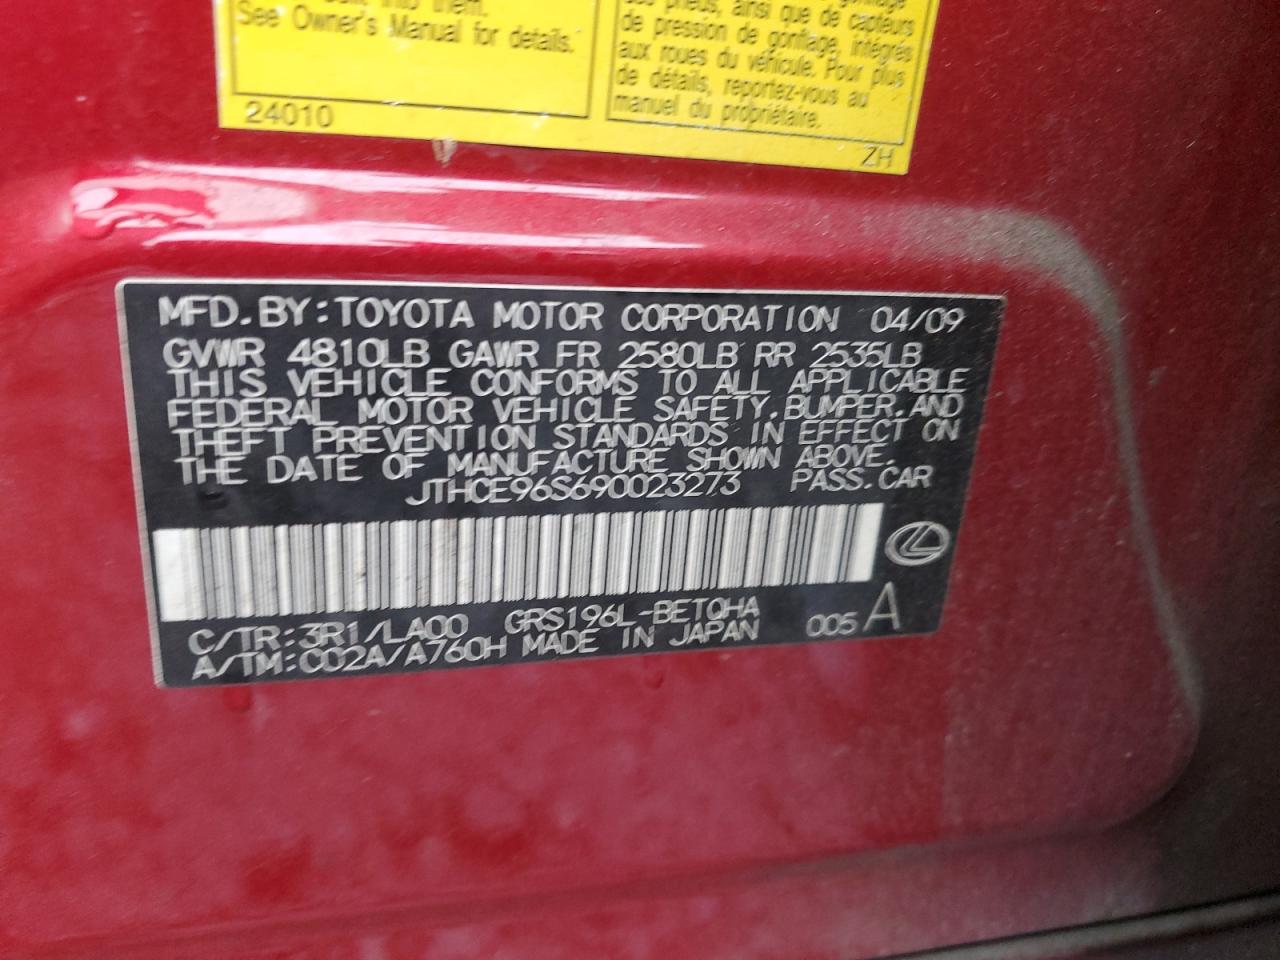 into them.
See Owner's Manual for details.
24010
pneus, ainsi que de capteurs
de pression de gonflage, intégrés
aux roues du véhicule. Pour plus
de détails, reportez-vous au
manuel du propriétaire.
ZH
MFD. BY: TOYOTA MOTOR CORPORATION 04/09
GVWR 4810LB GAWR FR 2580LB RR 2535LB
THIS VEHICLE CONFORMS TO ALL APPLICABLE
FEDERAL MOTOR VEHICLE SAFETY, BUMPER, AND
THEFT PREVENTION STANDARDS IN EFFECT ON
THE DATE OF MANUFACTURE SHOWN ABOVE.
JTHCE96S690023273 PASS. CAR
C/TR: 3R1/LA00 GRS196L-BETQHA
A/TM: C02A/A760H MADE IN JAPAN 005 A